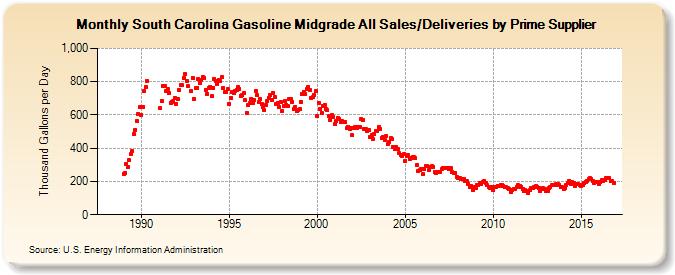 Monthly South Carolina Gasoline Midgrade All Sales/Deliveries by Prime Supplier
Thousand Gallons per Day
1,000
800
600
400
200
0
1990 1995 2000 2005 2010 2015
Source: U.S. Energy Information Administration